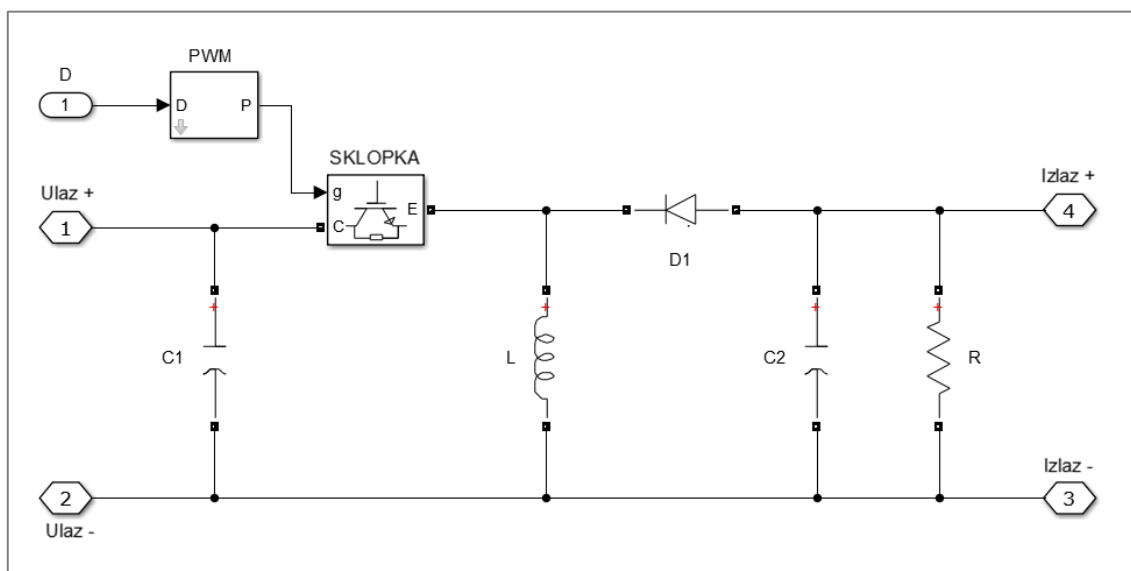 PWM
D
1
D
P
SKLOPKA
g
C
E
Ulaz +
1
Izlaz +
4
D1
+
+
+
+
C1
L
C2
R
2
Ulaz -
Izlaz -
3